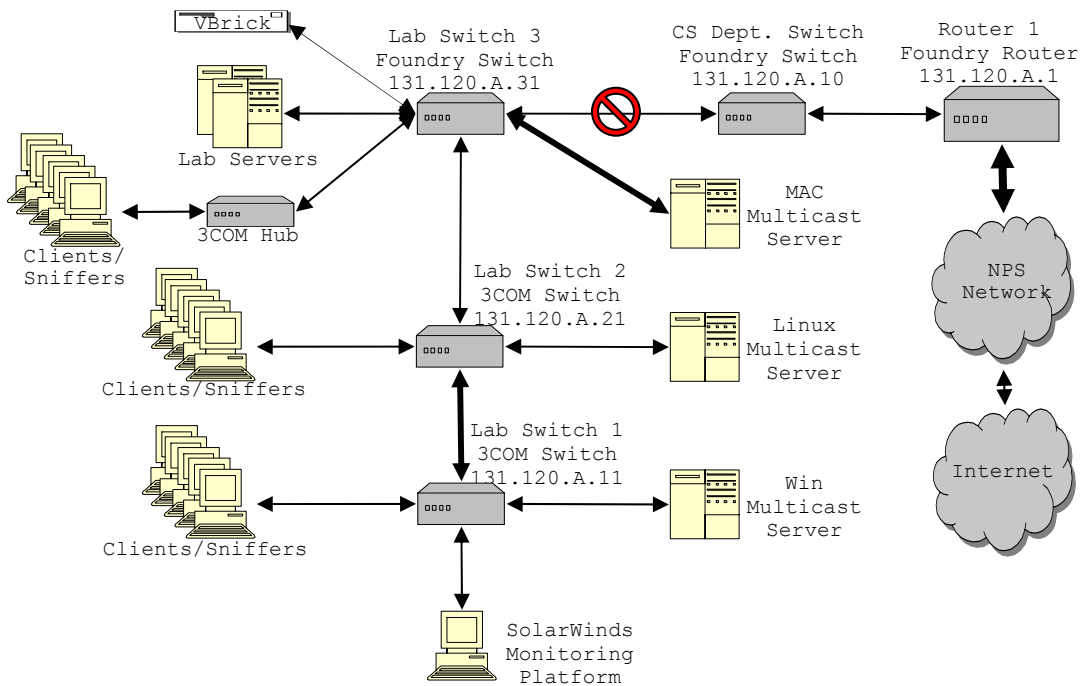 VBrick
Lab Switch 3
Foundry Switch
131.120.A.31
CS Dept. Switch
Foundry Switch
131.120.A.10
Router 1
Foundry Router
131.120.A.1
Lab Servers
3COM Hub
Clients/
Sniffers
MAC
Multicast
Server
NPS
Network
Lab Switch 2
3COM Switch
131.120.A.21
Clients/Sniffers
Linux
Multicast
Server
Lab Switch 1
3COM Switch
131.120.A.11
Clients/Sniffers
Win
Multicast
Server
Internet
SolarWinds
Monitoring
Platform